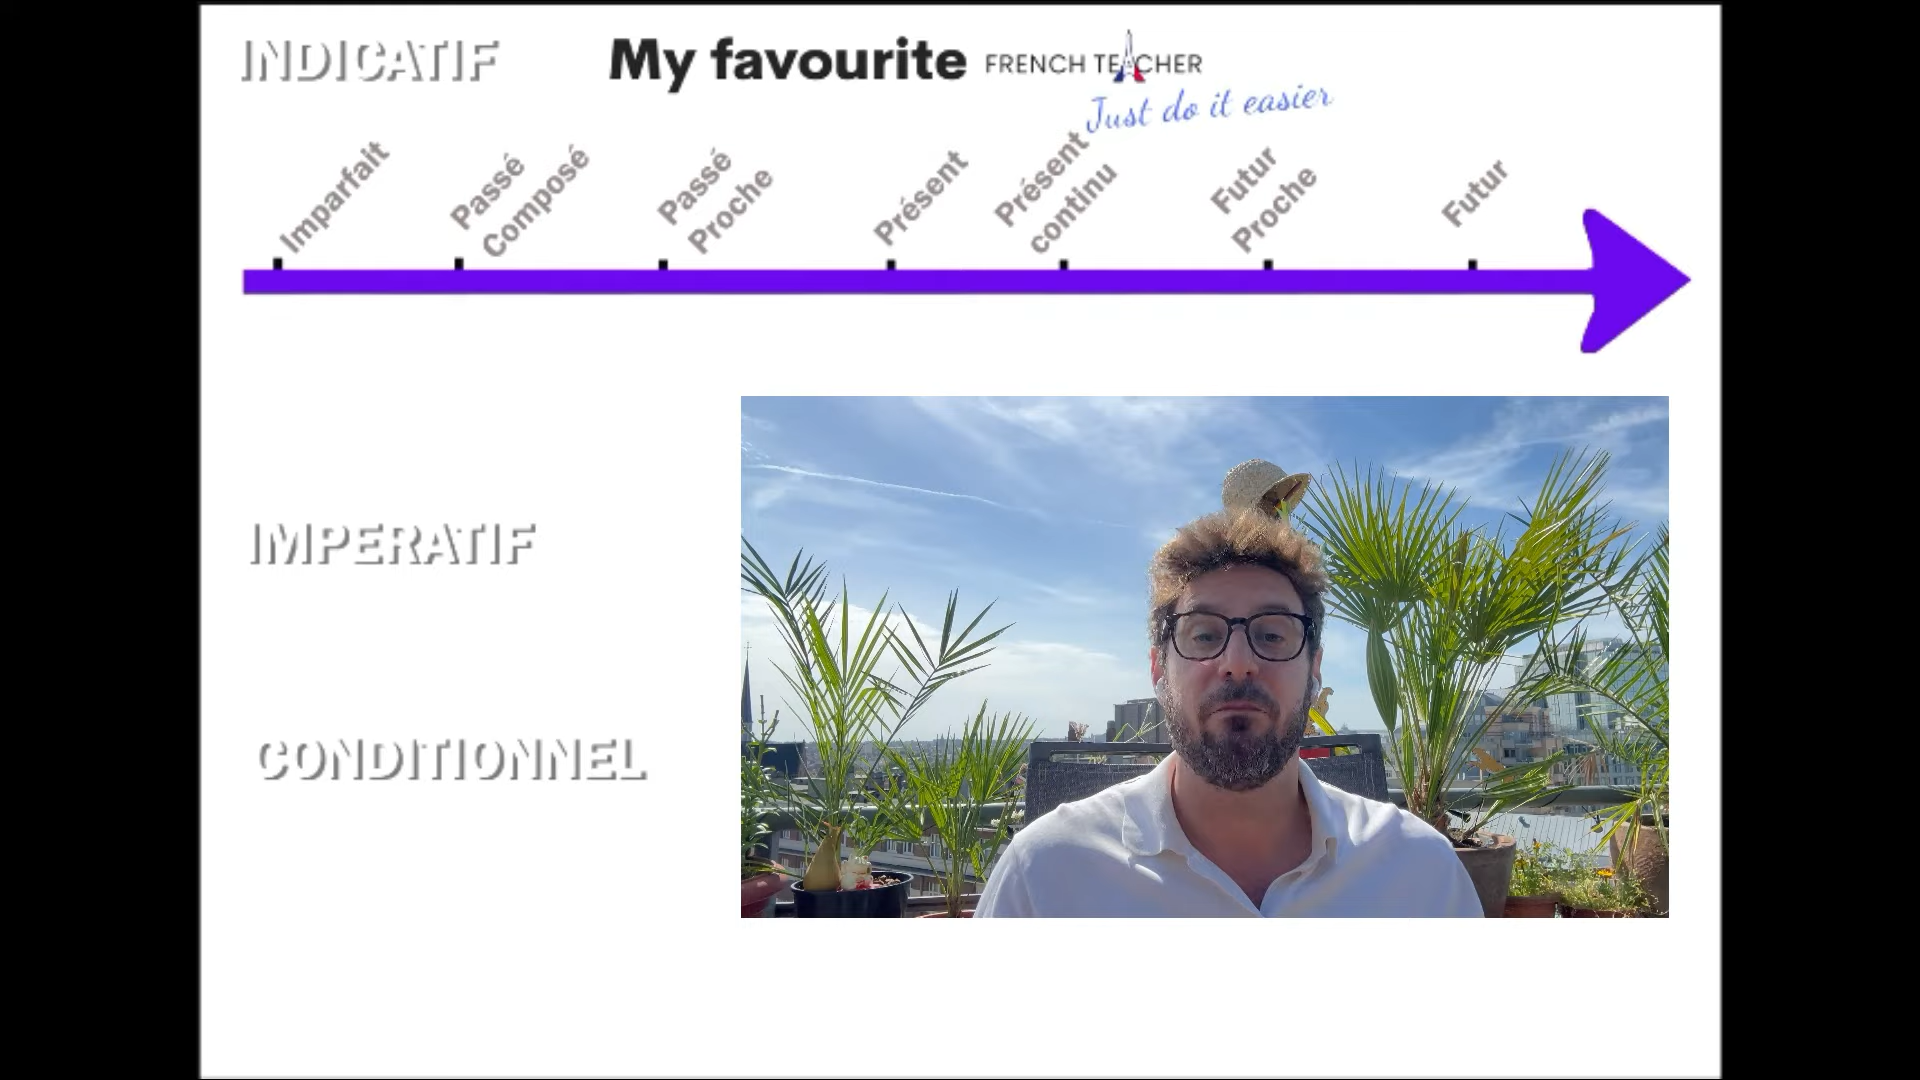 INDICATIF
My favourite FRENCH TEACHER
Just do it easier
Imparfait
Passé
Composé
Passé
Proche
Présent
Présent
continu
Futur
Proche
Futur
IMPERATIF
CONDITIONNEL